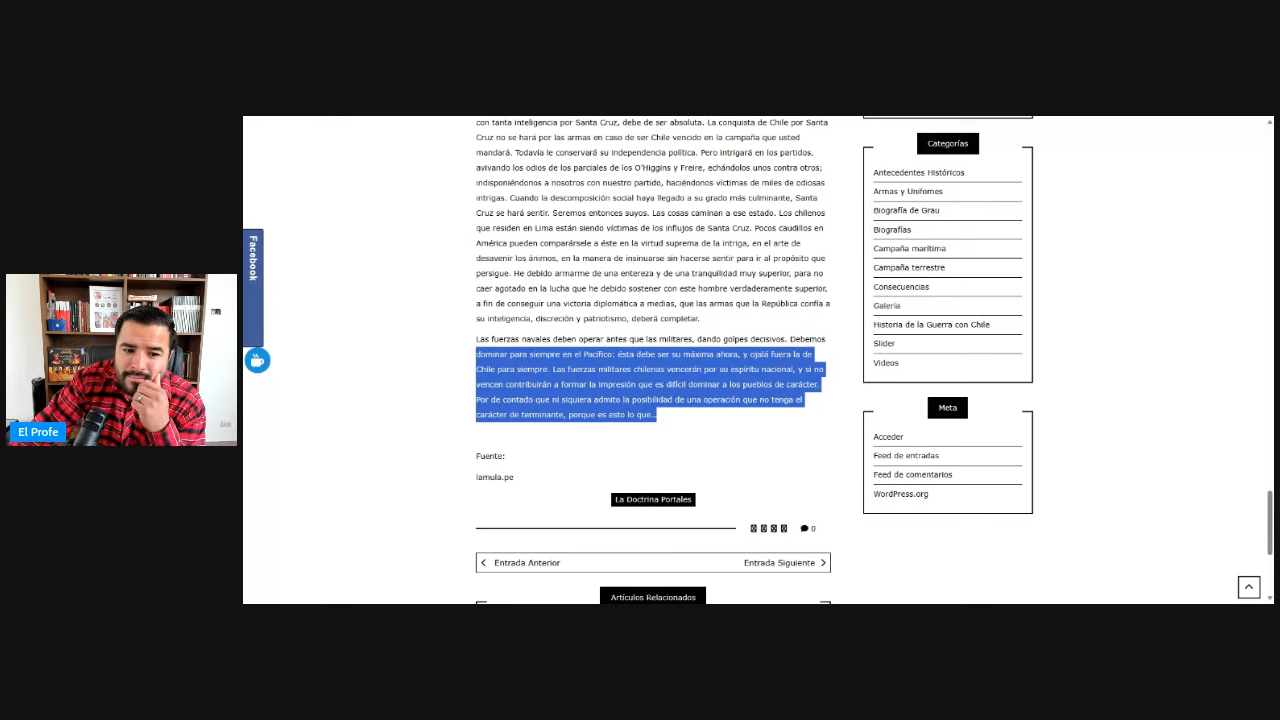 con tanta inteligencia por Santa Cruz, debe de ser absoluta. La conquista de Chile por Santa
Cruz no se hará por las armas en caso de ser Chile vencido en la campaña que usted
mandará. Todavía le conservará su independencia política. Pero intrigará en los partidos,
avivando los odios de los parciales de los O'Higgins y Freire, echándolos unos contra otros;
indisponiéndonos a nosotros con nuestro partido, haciéndonos víctimas de miles de odiosas
intrigas. Cuando la descomposición social haya llegado a su grado más culminante, Santa
Cruz se hará sentir. Seremos entonces suyos. Las cosas caminan a ese estado. Los chilenos
que residen en Lima están siendo víctimas de los influjos de Santa Cruz. Pocos caudillos en
América pueden comparársele a éste en la virtud suprema de la intriga, en el arte de
desavenir los ánimos, en la manera de insinuarse sin hacerse sentir para ir al propósito que
persigue. He debido armarme de una entereza y de una tranquilidad muy superior, para no
caer agotado en la lucha que he debido sostener con este hombre verdaderamente superior,
a fin de conseguir una victoria diplomática a medias, que las armas que la República confía a
su inteligencia, discreción y patriotismo, deberá completar.
Las fuerzas navales deben operar antes que las militares, dando golpes decisivos. Debemos
dominar para siempre en el Pacífico: ésta debe ser su máxima ahora, y ojalá fuera la de
Chile para siempre. Las fuerzas militares chilenas vencerán por su espíritu nacional, y si no
vencen contribuirán a formar la impresión que es difícil dominar a los pueblos de carácter.
Por de contado que ni siquiera admito la posibilidad de una operación que no tenga el
carácter de terminante, porque es esto lo que…
Fuente:
lamula.pe
La Doctrina Portales
0
Entrada Anterior
Entrada Siguiente
Artículos Relacionados
Categorías
Antecedentes Históricos
Armas y Unifomes
Biografía de Grau
Biografías
Campaña marítima
Campaña terrestre
Consecuencias
Galería
Historia de la Guerra con Chile
Slider
Videos
Meta
Acceder
Feed de entradas
Feed de comentarios
WordPress.org
Facebook
El Profe